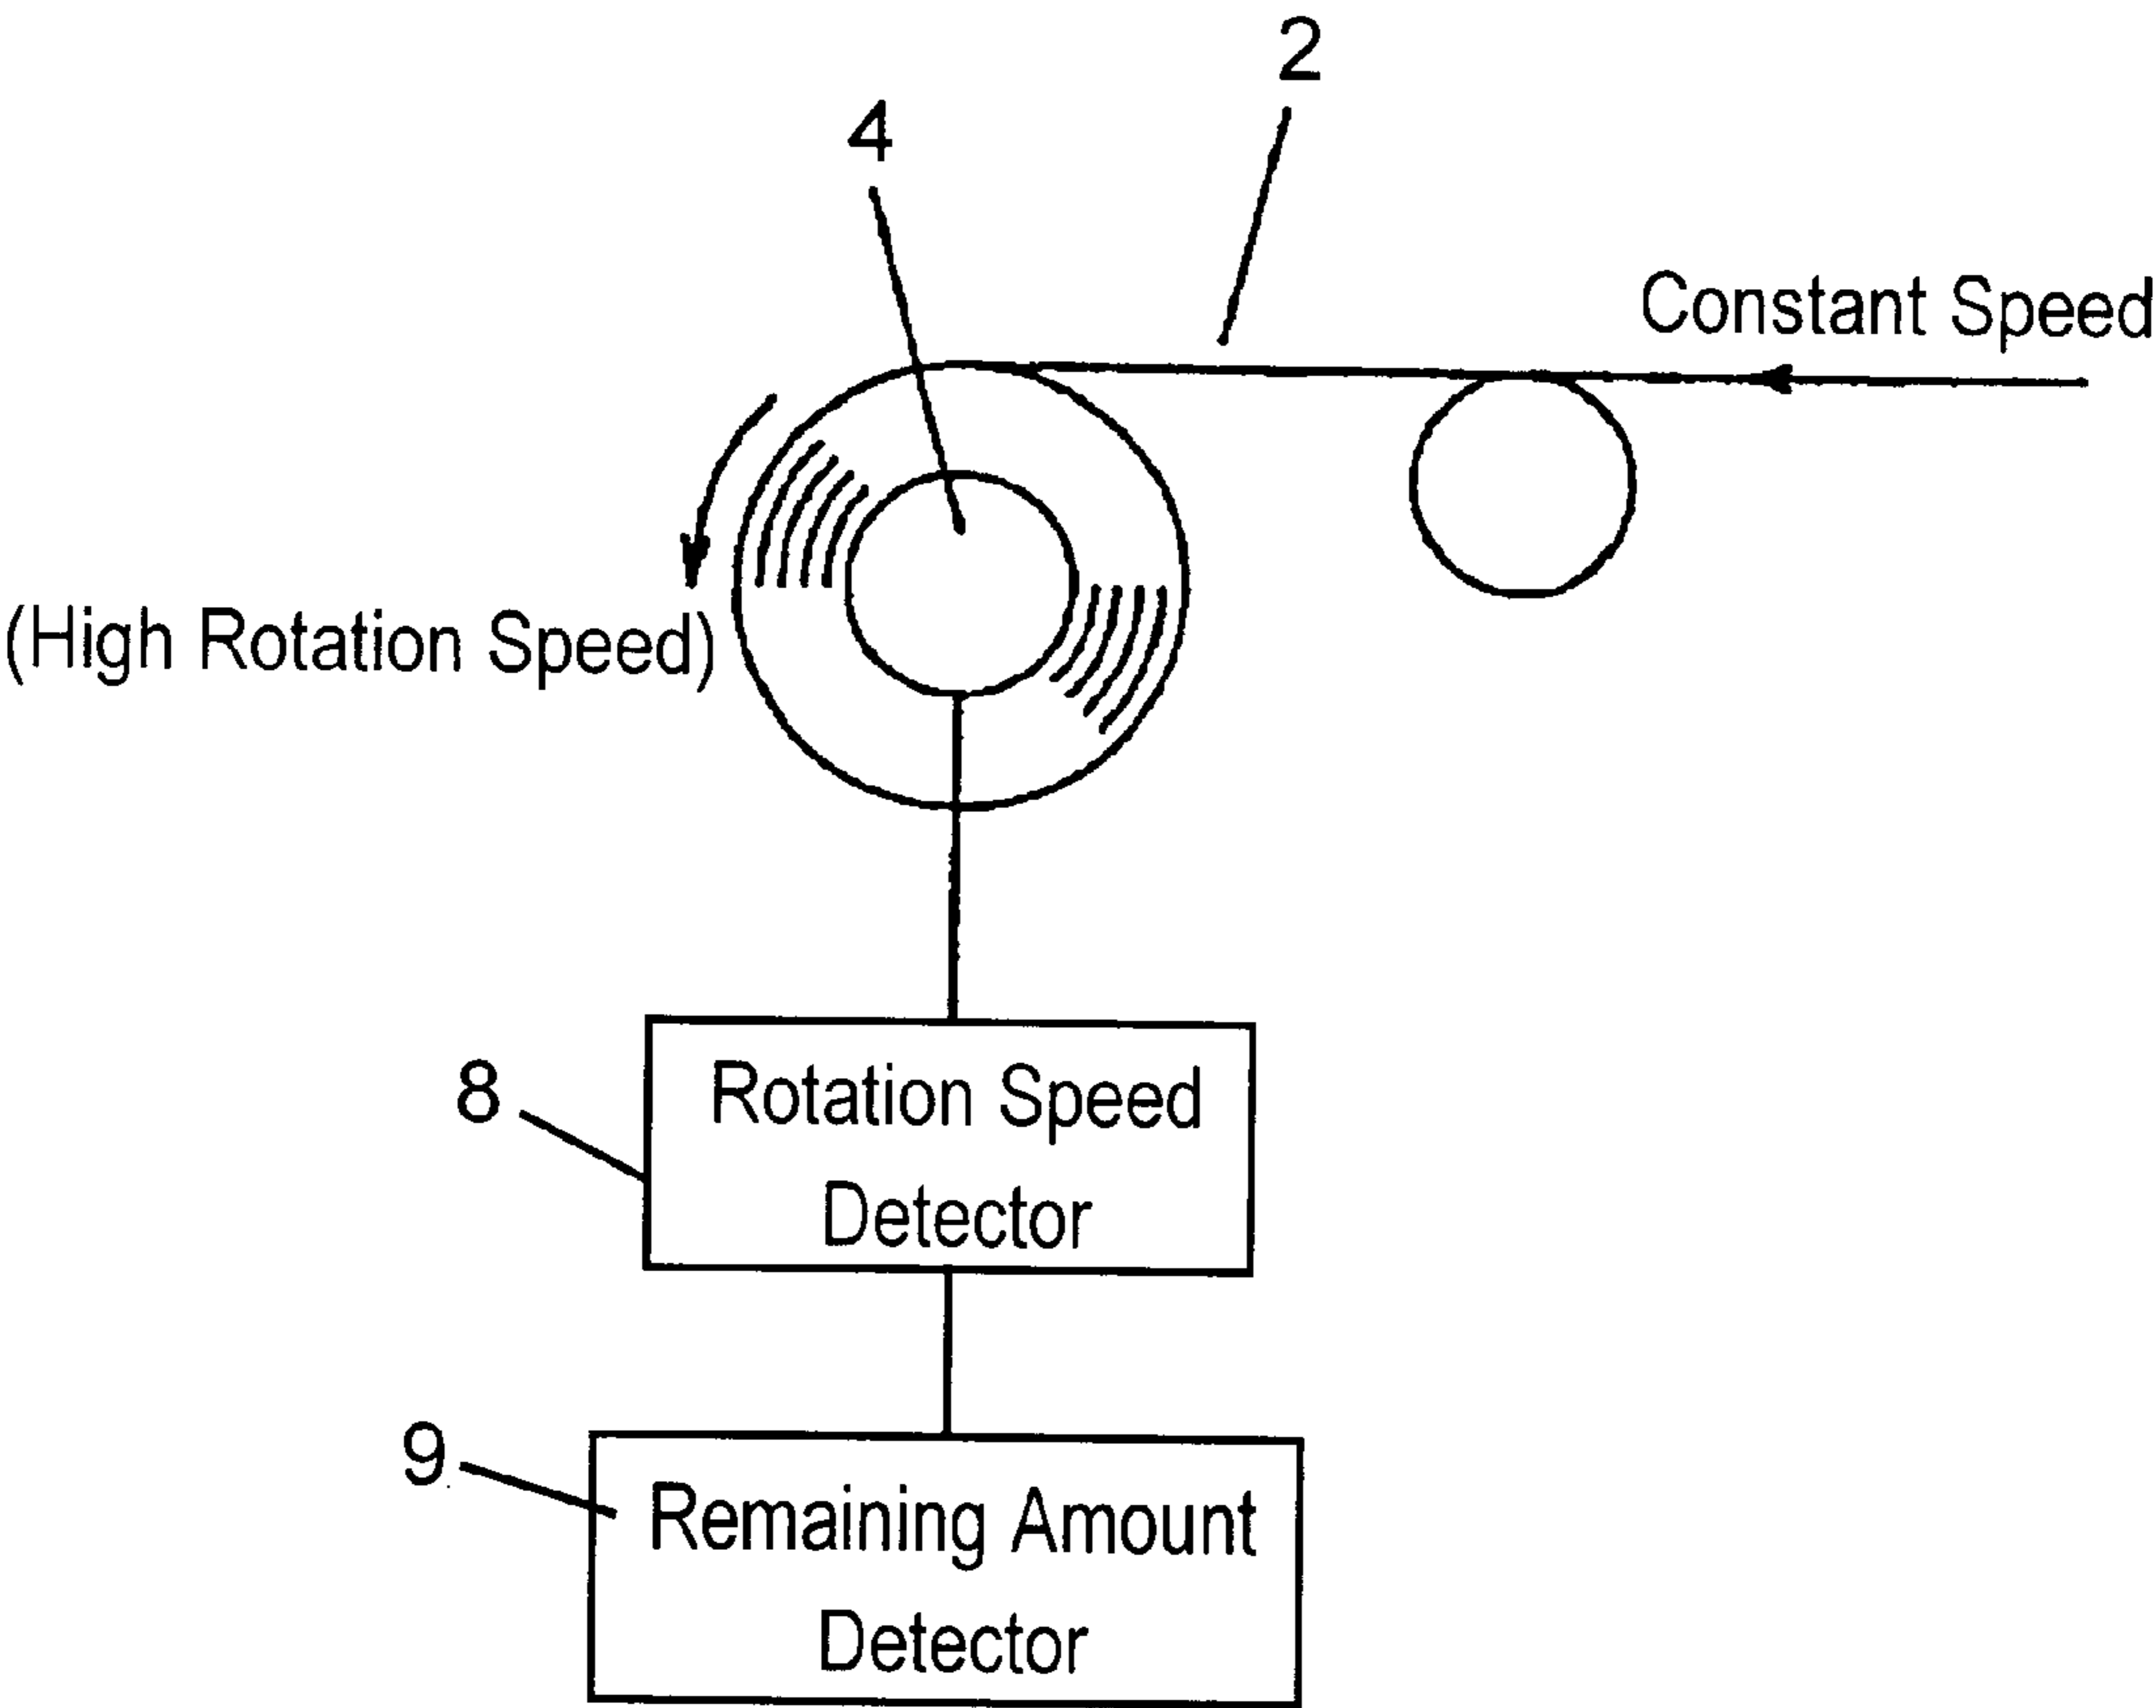 2
4
Constant Speed
(High Rotation Speed)
8
Rotation Speed
Detector
9
Remaining Amount
Detector